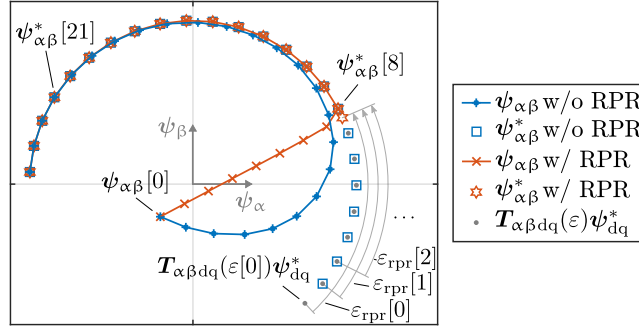 ψ*αβ[21]
ψ*αβ[8]
ψβ
ψαβ[0]
ψα
...
Tαβdq(ε[0])ψ*dq
εrpr[2]
εrpr[1]
εrpr[0]
ψαβ w/o RPR
ψ*αβ w/o RPR
ψαβ w/ RPR
ψ*αβ w/ RPR
Tαβdq(ε)ψ*dq